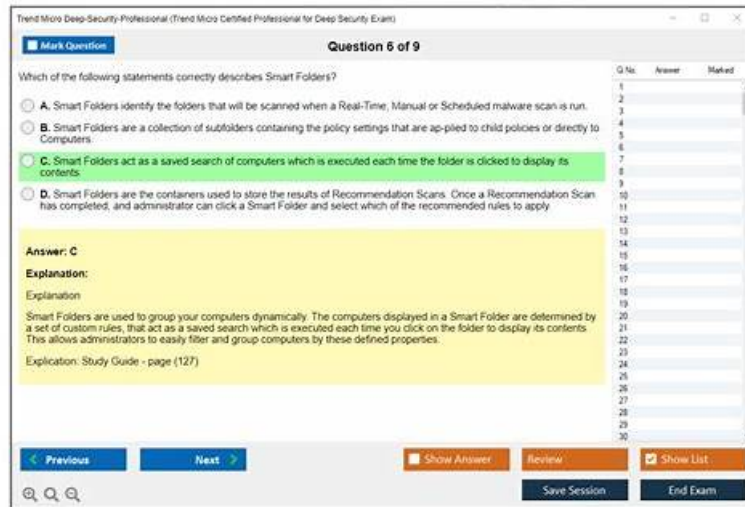 Trend Micro Deep-Security-Professional (Trend Micro Certified Professional for Deep Security Exam)
Mark Question
Question 6 of 9
Q No. Answer Marked
Which of the following statements correctly describes Smart Folders?
A. Smart Folders identify the folders that will be scanned when a Real-Time, Manual or Scheduled malware scan is run.
B. Smart Folders are a collection of subfolders containing the policy settings that are ap-plied to child policies or directly to
Computers.
C. Smart Folders act as a saved search of computers which is executed each time the folder is clicked to display its
contents.
D. Smart Folders are the containers used to store the results of Recommendation Scans. Once a Recommendation Scan
has completed, and administrator can click a Smart Folder and select which of the recommended rules to apply
Answer: C
Explanation:
Explanation
Smart Folders are used to group your computers dynamically. The computers displayed in a Smart Folder are determined by
a set of custom rules, that act as a saved search which is executed each time you click on the folder to display its contents.
This allows administrators to easily filter and group computers by these defined properties.
Explication: Study Guide - page (127)
1
2
3
4
5
6
7
8
9
10
11
12
13
14
15
16
17
18
19
20
21
22
23
24
25
26
27
28
29
30
Previous
Next
Show Answer
Review
Show List
Save Session
End Exam